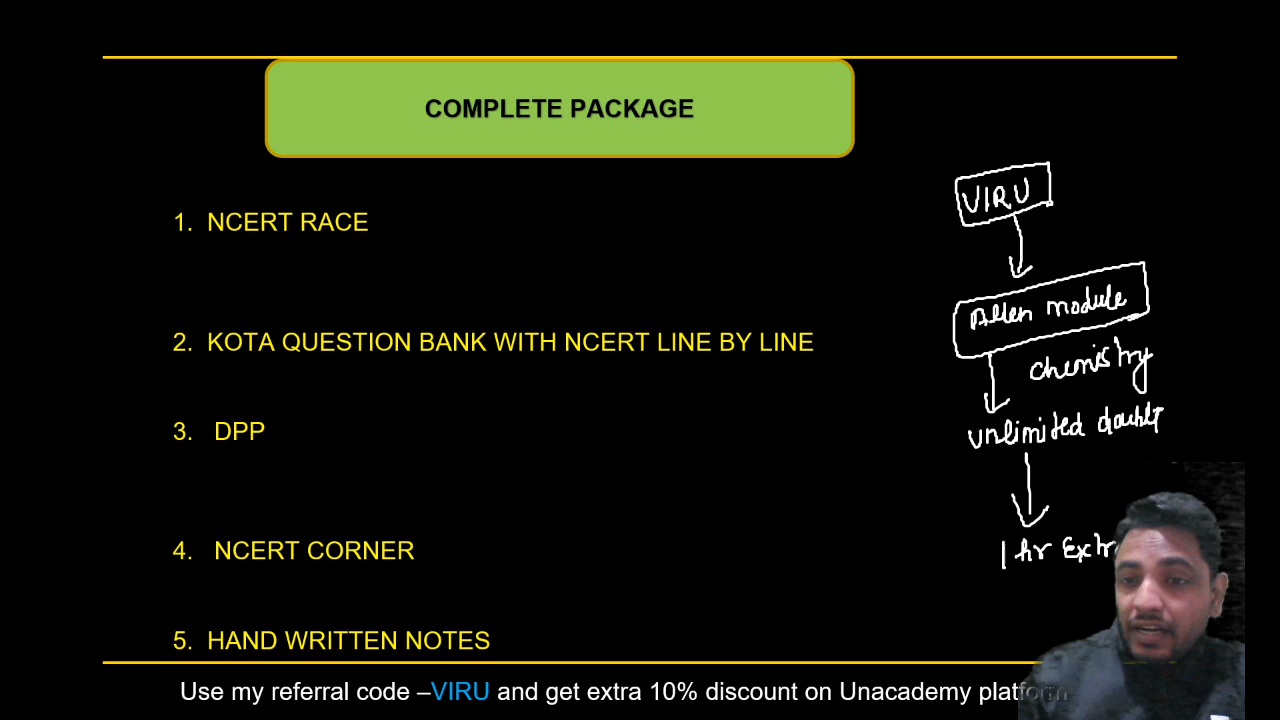 COMPLETE PACKAGE
VIRU
1. NCERT RACE
Allen module
2. KOTA QUESTION BANK WITH NCERT LINE BY LINE
chemistry
3. DPP
unlimited doubt
4. NCERT CORNER
1 hr Extr
5. HAND WRITTEN NOTES
Use my referral code –VIRU and get extra 10% discount on Unacademy platform